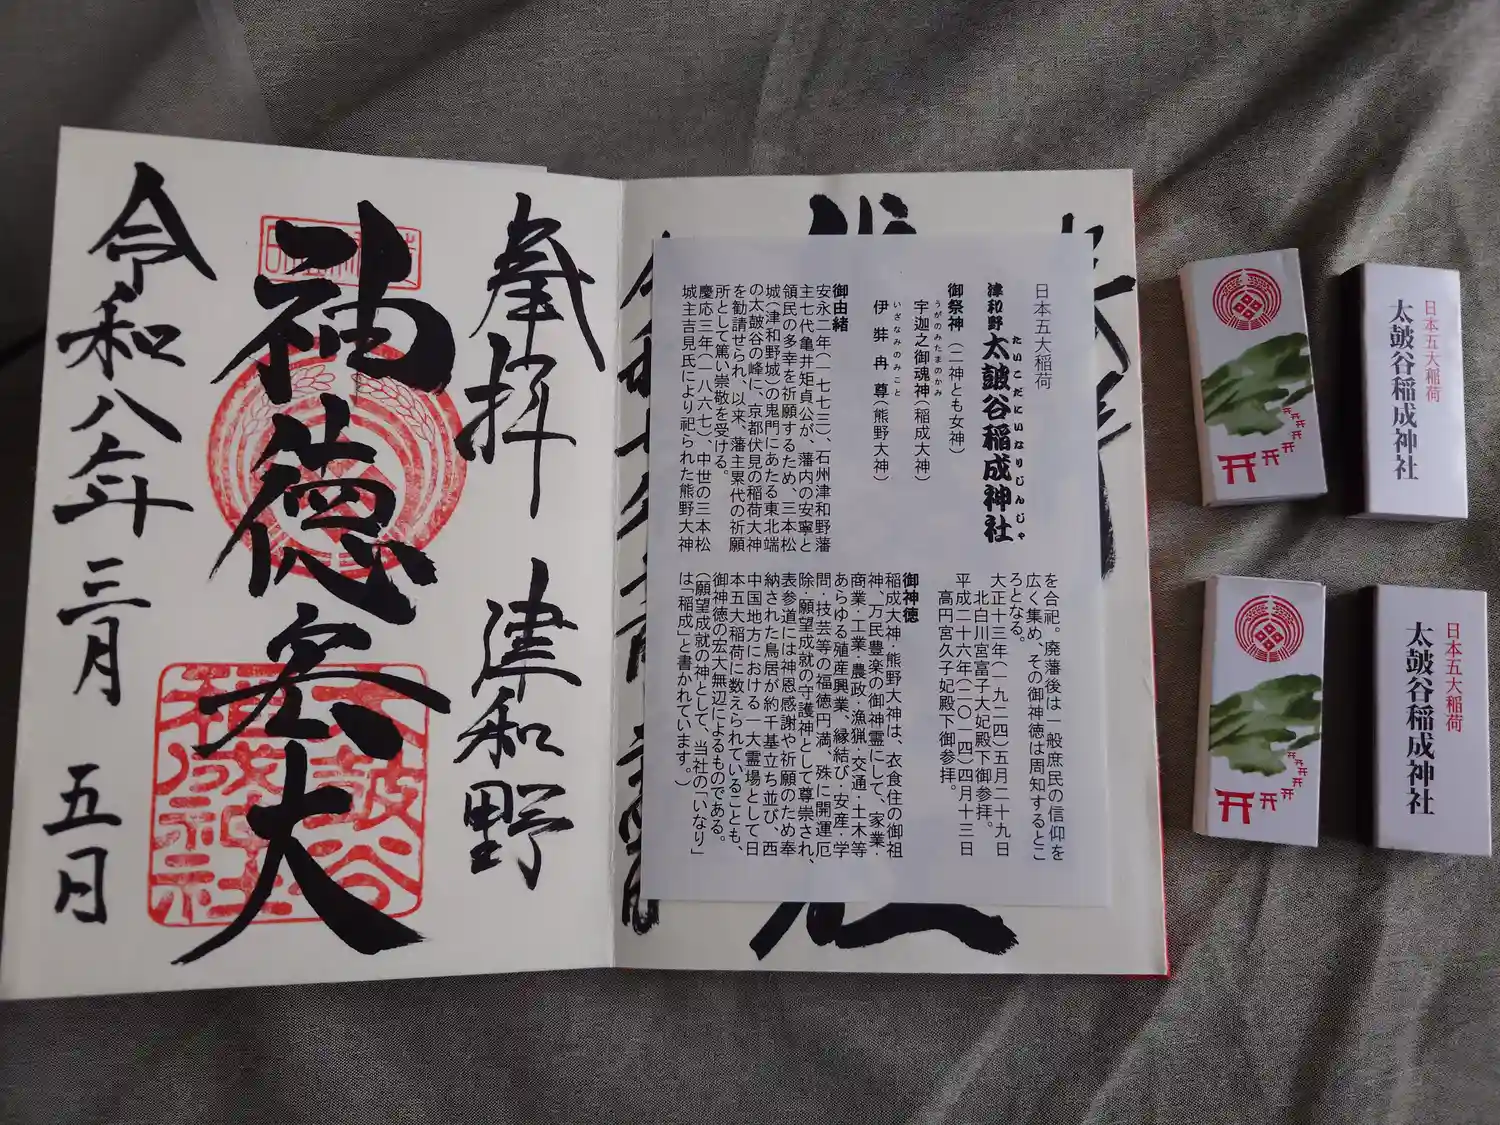 奉拝 津和野
神徳宏大
令和八年 三月 五日
太皷谷
稲成神
社
日本五大稲荷
津和野 太皷谷稲成神社
たいこだにいなりじんじゃ
御祭神(二神とも女神)
うがのみたまのかみ
宇迦之御魂神(稲成大神)
いざなみのみこと
伊弉冉尊(熊野大神)
御由緒
安永二年(一七七三)、石州津和野藩
主七代亀井矩貞公が、藩内の安寧と
領民の多幸を祈願するため、三本松
城(津和野城)の鬼門にあたる東北端
の太皷谷の峰に、京都伏見の稲荷大神
を勧請せられ、以来、藩主累代の祈願
所として篤い崇敬を受ける。
慶応三年(一八六七)、中世の三本松
城主吉見氏により祀られた熊野大神
を合祀。廃藩後は一般庶民の信仰を
広く集め、その御神徳は周知するとこ
ろとなる。
大正十三年(一九二四)五月二十九日
北白川宮富子大妃殿下御参拝。
平成二十六年(二〇一四)四月十三日
高円宮久子妃殿下御参拝。
御神徳
稲成大神・熊野大神は、衣食住の御祖
神、万民豊楽の御神霊にして、家業・
商業・工業・農政・漁猟・交通・土木等
あらゆる殖産興業、縁結び・安産・学
問・技芸等の福徳円満、殊に開運厄
除・願望成就の守護神として尊崇され、
表参道には神恩感謝や祈願のため奉
納された鳥居が約千基立ち並び、西
中国地方における一大霊場として日
本五大稲荷に数えられていることも、
御神徳の宏大無辺によるものである。
(願望成就の神として、当社の「いなり」
は「稲成」と書かれています。)
日本五大稲荷
太皷谷稲成神社
日本五大稲荷
太皷谷稲成神社